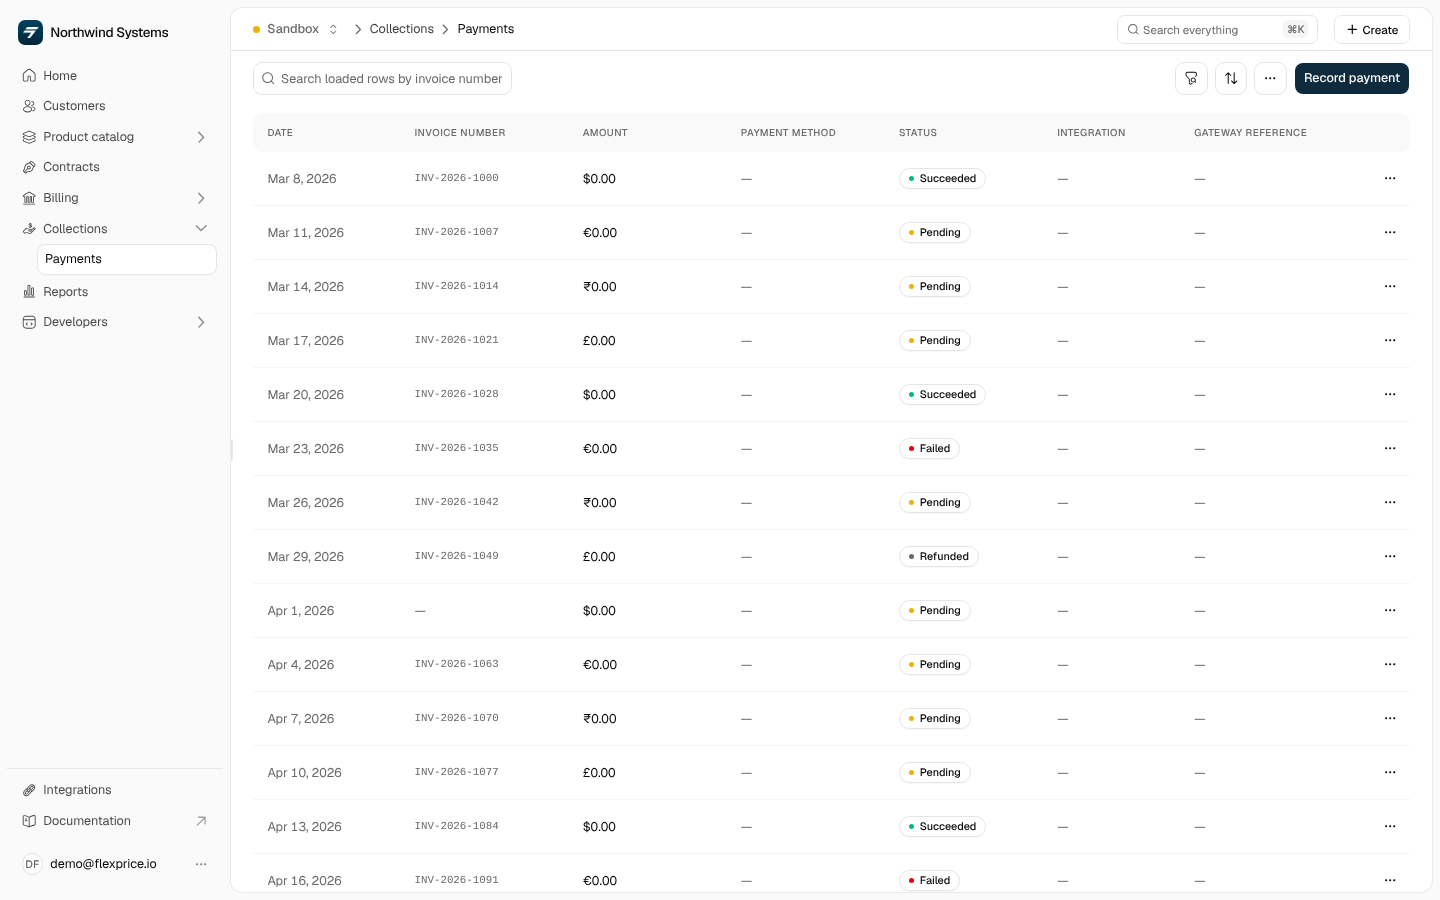 Northwind Systems
Home
Customers
Product catalog
Contracts
Billing
Collections
Payments
Reports
Developers
Integrations
Documentation
DF demo@flexprice.io
Sandbox Collections Payments
Search everything ⌘K
Create
Search loaded rows by invoice number
Record payment
DATE INVOICE NUMBER AMOUNT PAYMENT METHOD STATUS INTEGRATION GATEWAY REFERENCE
Mar 8, 2026 INV-2026-1000 $0.00 — Succeeded — —
Mar 11, 2026 INV-2026-1007 €0.00 — Pending — —
Mar 14, 2026 INV-2026-1014 ₹0.00 — Pending — —
Mar 17, 2026 INV-2026-1021 £0.00 — Pending — —
Mar 20, 2026 INV-2026-1028 $0.00 — Succeeded — —
Mar 23, 2026 INV-2026-1035 €0.00 — Failed — —
Mar 26, 2026 INV-2026-1042 ₹0.00 — Pending — —
Mar 29, 2026 INV-2026-1049 £0.00 — Refunded — —
Apr 1, 2026 — $0.00 — Pending — —
Apr 4, 2026 INV-2026-1063 €0.00 — Pending — —
Apr 7, 2026 INV-2026-1070 ₹0.00 — Pending — —
Apr 10, 2026 INV-2026-1077 £0.00 — Pending — —
Apr 13, 2026 INV-2026-1084 $0.00 — Succeeded — —
Apr 16, 2026 INV-2026-1091 €0.00 — Failed — —